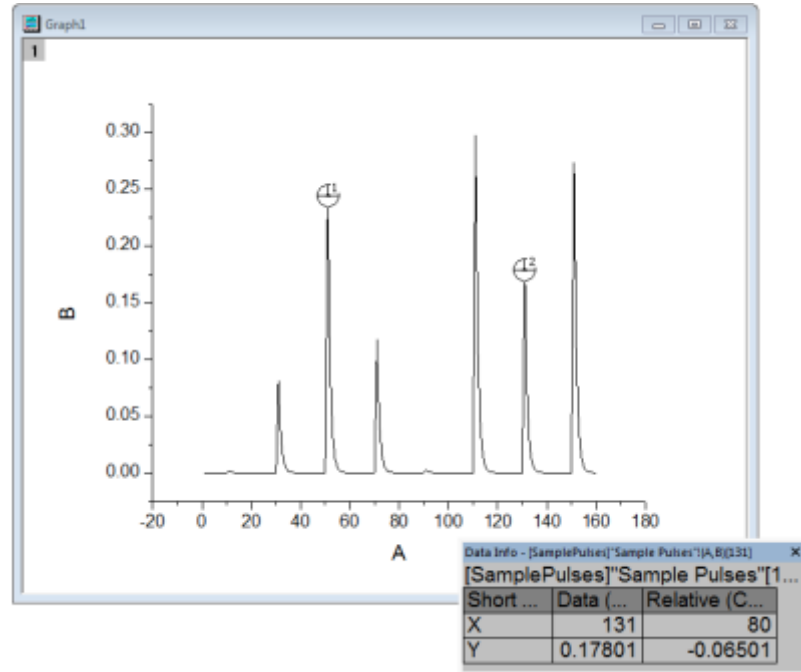 Graph1
1
0.30
0.25
0.20
0.15
0.10
0.05
0.00
B
1
2
-20 0 20 40 60 80 100 120 140 160 180
A
Data Info - [SamplePulses]"Sample Pulses"!(A,B)[131]
[SamplePulses]"Sample Pulses"[1...
Short ... Data (... Relative (C...
X 131 80
Y 0.17801 -0.06501